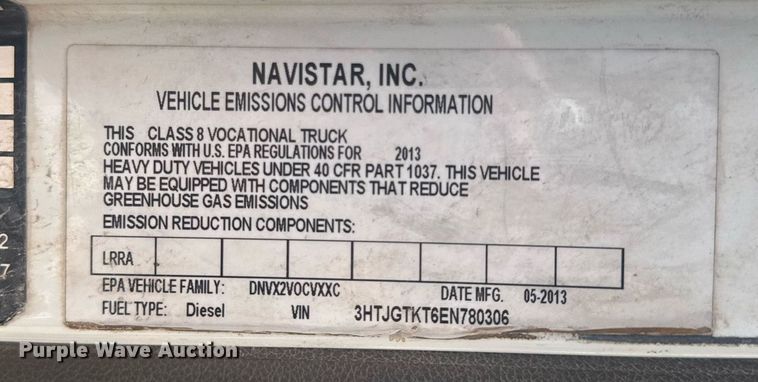 NAVISTAR, INC.
VEHICLE EMISSIONS CONTROL INFORMATION
THIS CLASS 8 VOCATIONAL TRUCK
CONFORMS WITH U.S. EPA REGULATIONS FOR 2013
HEAVY DUTY VEHICLES UNDER 40 CFR PART 1037. THIS VEHICLE
MAY BE EQUIPPED WITH COMPONENTS THAT REDUCE
GREENHOUSE GAS EMISSIONS
EMISSION REDUCTION COMPONENTS:
LRRA
EPA VEHICLE FAMILY: DNVX2VOCVXXC DATE MFG. 05-2013
FUEL TYPE: Diesel VIN 3HTJGTKT6EN780306
2
7
Purple Wave Auction